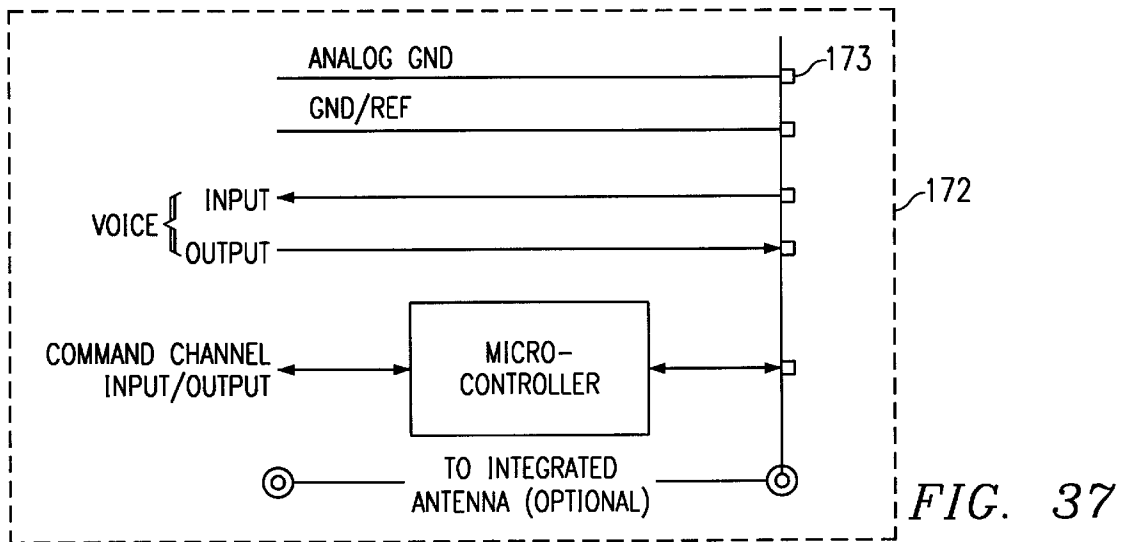 ANALOG GND
173
GND/REF
172
VOICE
INPUT
OUTPUT
COMMAND CHANNEL
INPUT/OUTPUT
MICRO-
CONTROLLER
TO INTEGRATED
ANTENNA (OPTIONAL)
FIG. 37